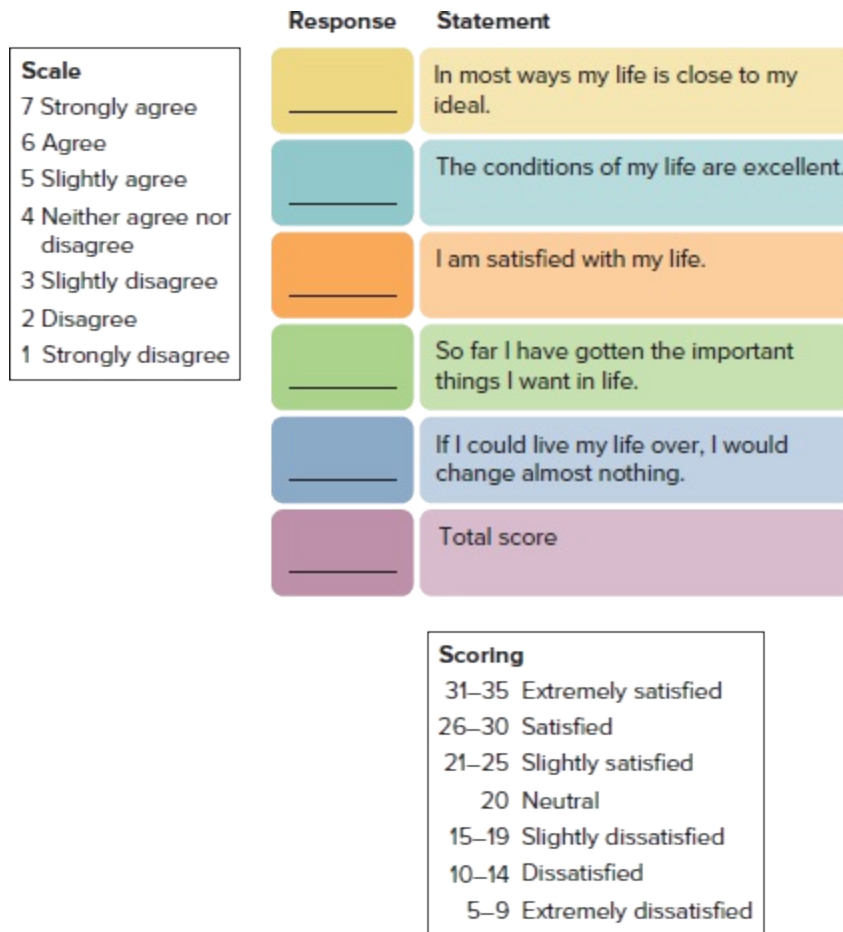 Response Statement
Scale
7 Strongly agree
6 Agree
5 Slightly agree
4 Neither agree nor
disagree
3 Slightly disagree
2 Disagree
1 Strongly disagree
In most ways my life is close to my
ideal.
The conditions of my life are excellent.
I am satisfied with my life.
So far I have gotten the important
things I want in life.
If I could live my life over, I would
change almost nothing.
Total score
Scoring
31–35 Extremely satisfied
26–30 Satisfied
21–25 Slightly satisfied
20 Neutral
15–19 Slightly dissatisfied
10–14 Dissatisfied
5–9 Extremely dissatisfied